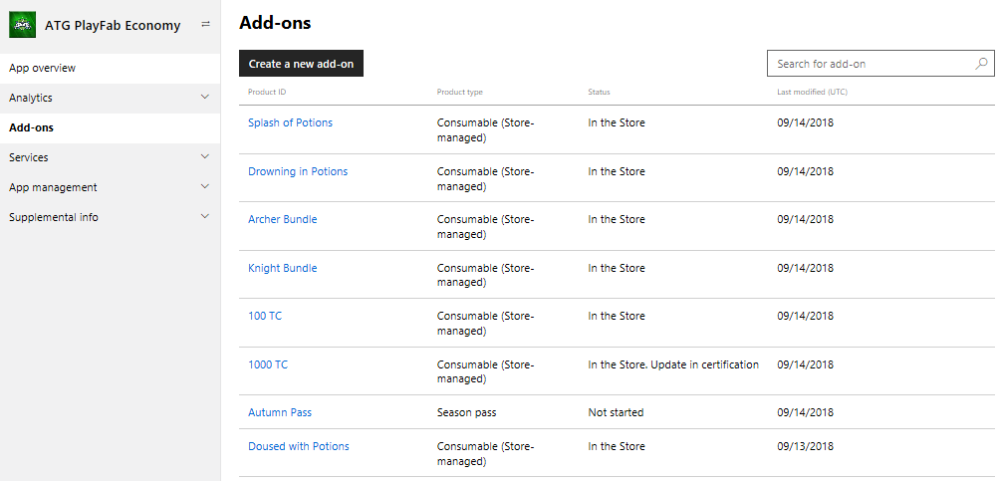 ATG PlayFab Economy
App overview
Analytics
Add-ons
Services
App management
Supplemental info
Add-ons
Create a new add-on
Search for add-on
Product ID Product type Status Last modified (UTC)
Splash of Potions Consumable (Store- In the Store 09/14/2018
managed)
Drowning in Potions Consumable (Store- In the Store 09/14/2018
managed)
Archer Bundle Consumable (Store- In the Store 09/14/2018
managed)
Knight Bundle Consumable (Store- In the Store 09/14/2018
managed)
100 TC Consumable (Store- In the Store 09/14/2018
managed)
1000 TC Consumable (Store- In the Store. Update in certification 09/14/2018
managed)
Autumn Pass Season pass Not started 09/14/2018
Doused with Potions Consumable (Store- In the Store 09/13/2018
managed)